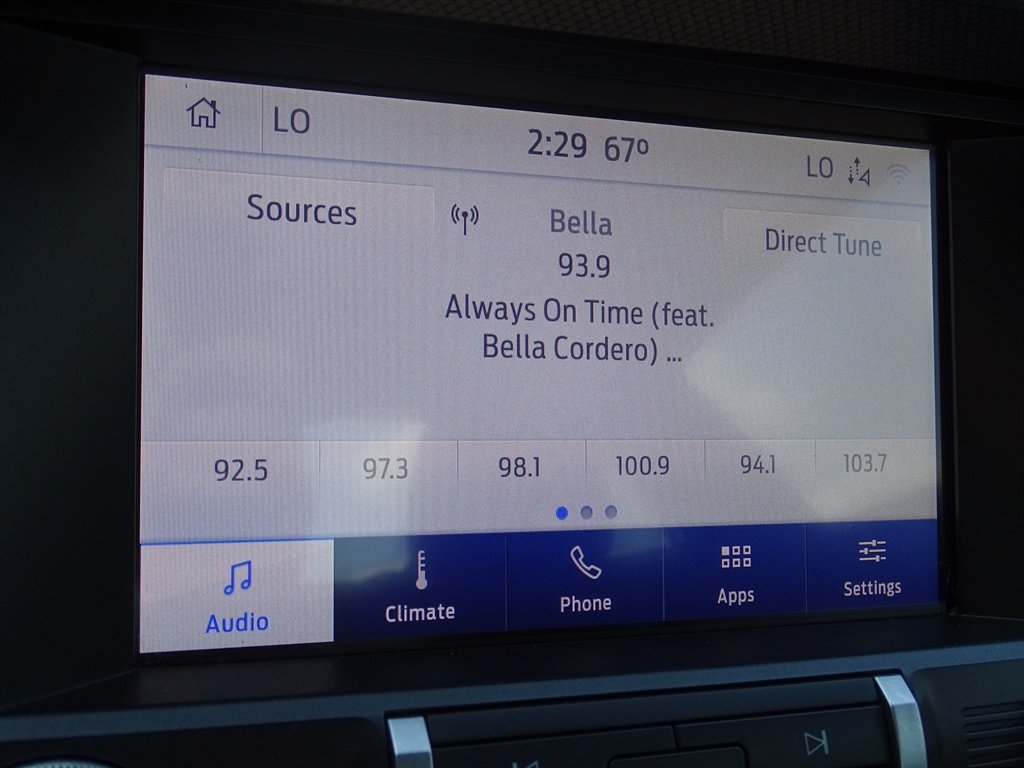 LO
2:29 67º
LO
Sources
Bella
Direct Tune
93.9
Always On Time (feat.
Bella Cordero) ...
92.5
97.3
98.1
100.9
94.1
103.7
Audio
Climate
Phone
Apps
Settings